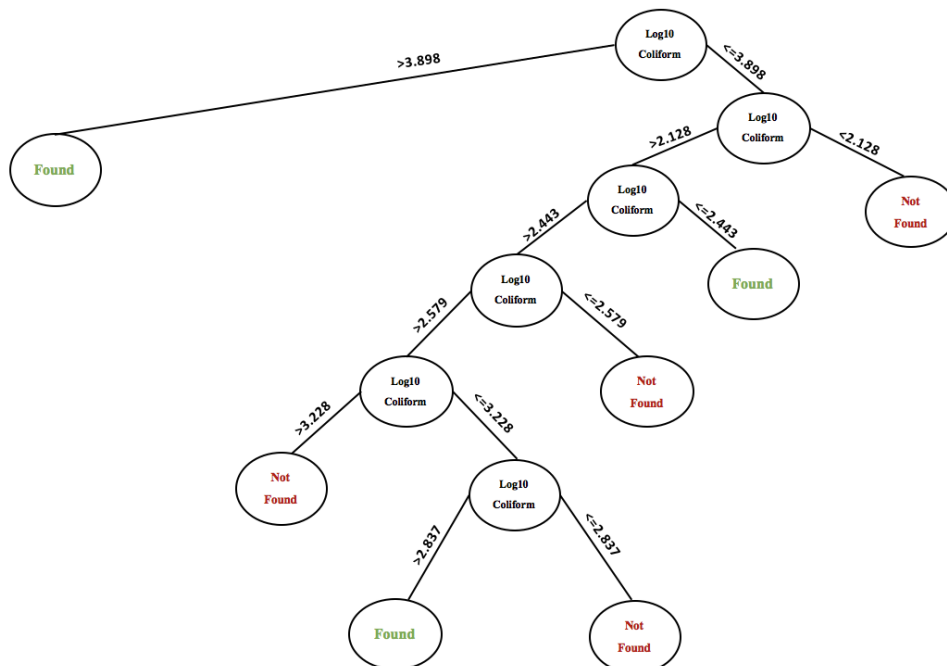 Log10
Coliform
>3.898
<=3.898
Log10
Coliform
Found
>2.128
<2.128
Log10
Coliform
Not
Found
>2.443
<=2.443
Log10
Coliform
Found
>2.579
<=2.579
Log10
Coliform
Not
Found
>3.228
<=3.228
Not
Found
Log10
Coliform
>2.837
<=2.837
Found
Not
Found